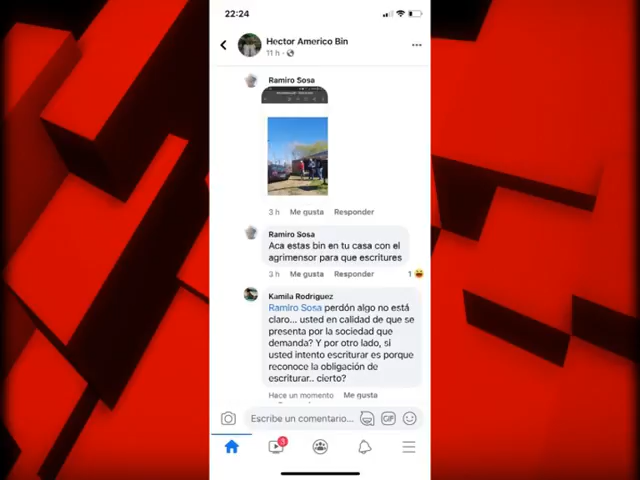 22:24
Hector Americo Bin
11 h
Ramiro Sosa
3 h Me gusta Responder
Ramiro Sosa
Aca estas bin en tu casa con el
agrimensor para que escritures
3 h Me gusta Responder 1
Kamila Rodriguez
Ramiro Sosa perdón algo no está
claro... usted en calidad de que se
presenta por la sociedad que
demanda? Y por otro lado, si
usted intento escriturar es porque
reconoce la obligación de
escriturar.. cierto?
Hace un momento Me gusta
Escribe un comentario... GIF
3